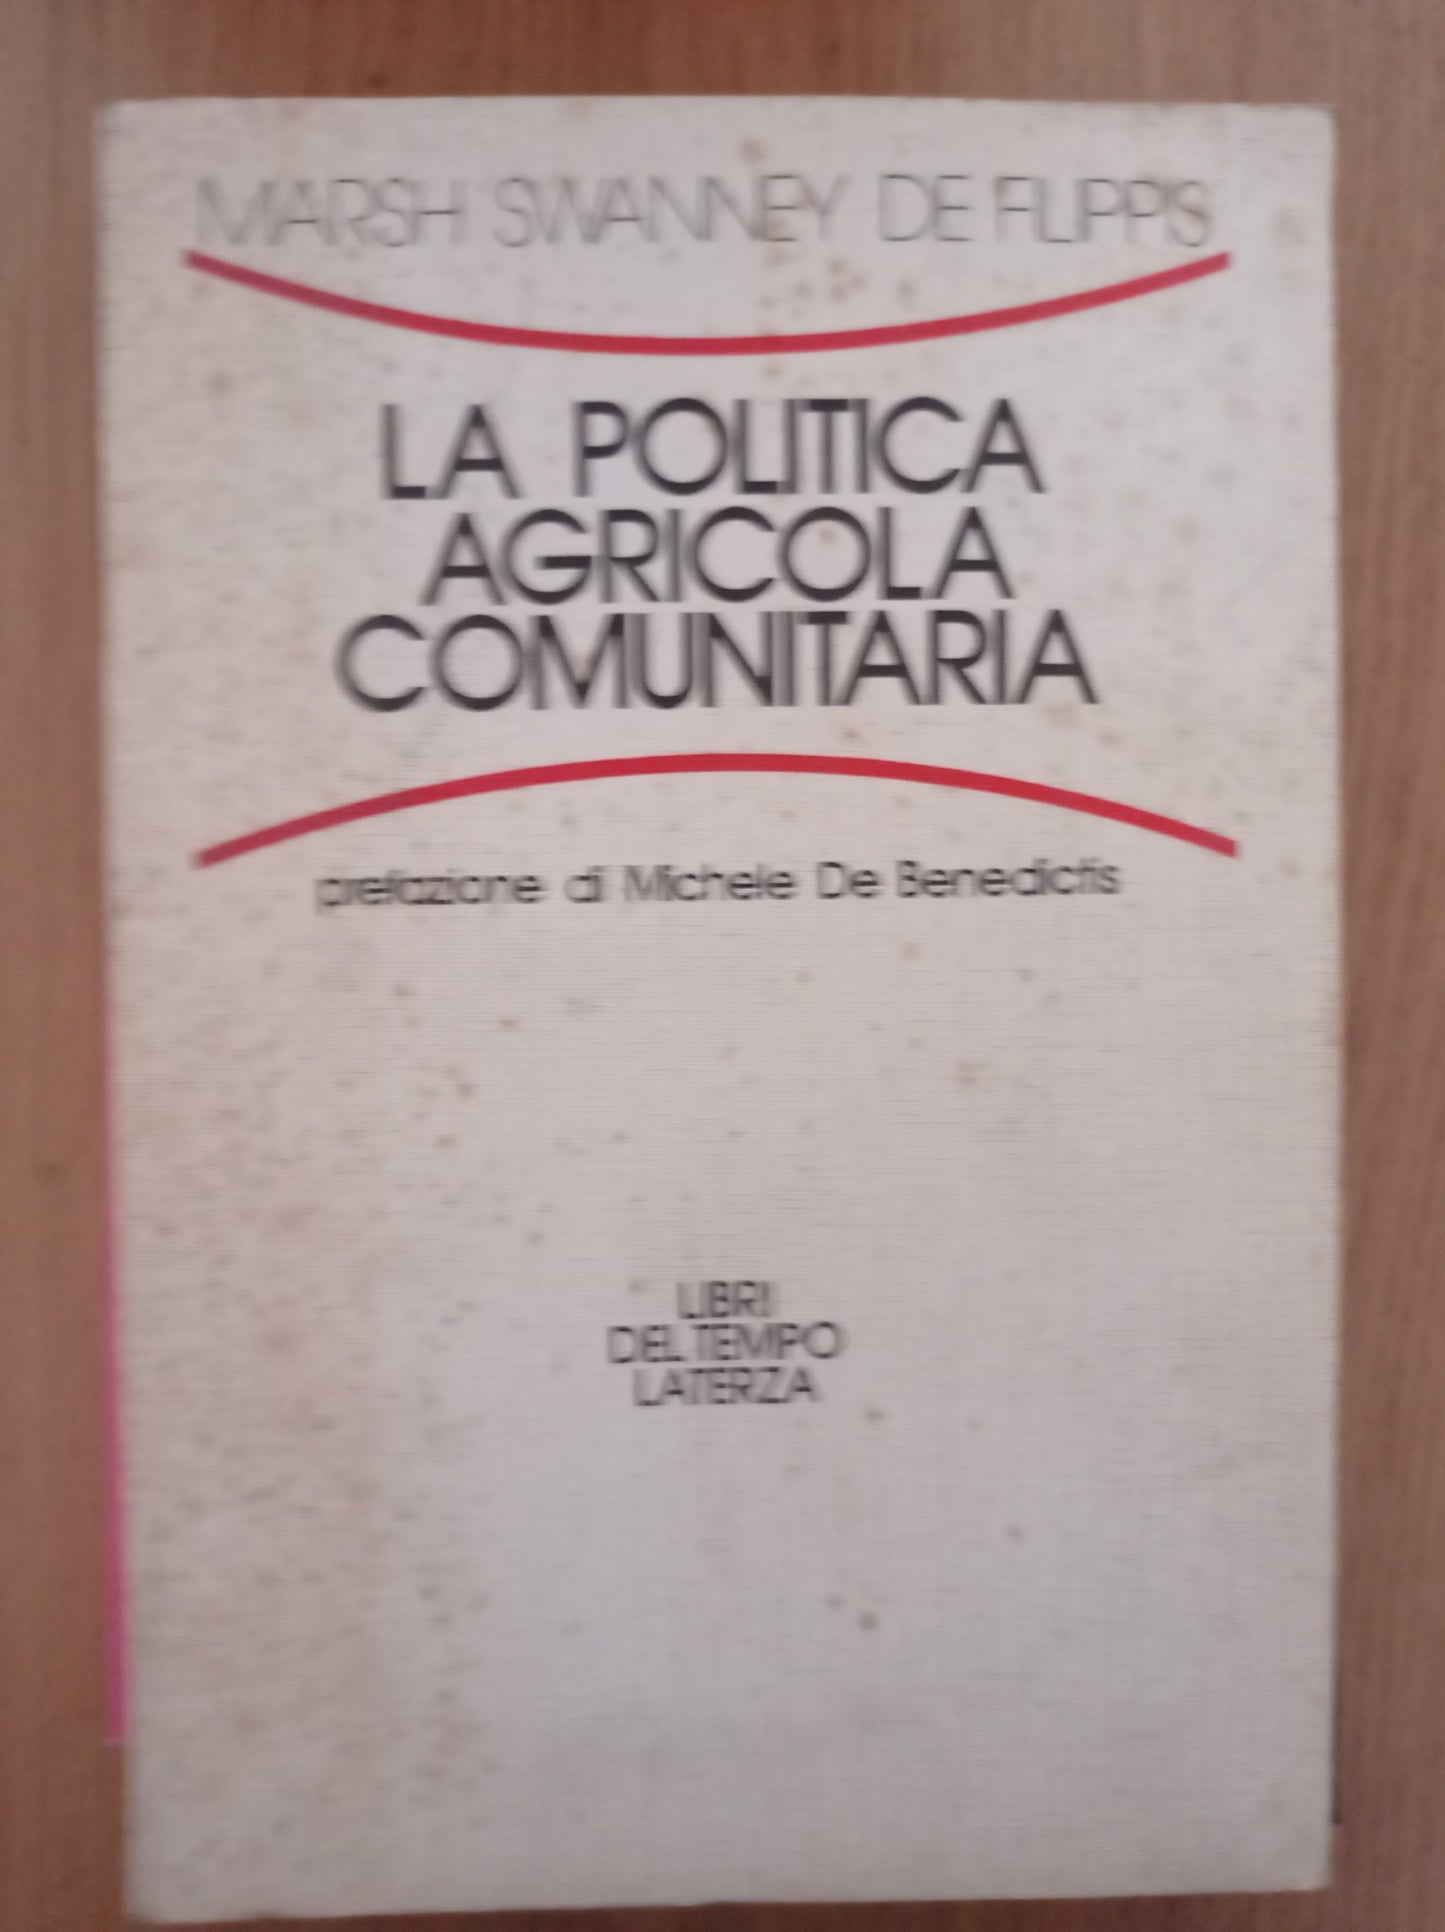 MARSH SWANNEY DE FILIPPIS
LA POLITICA
AGRICOLA
COMUNITARIA
prefazione di Michele De Benedictis
LIBRI
DEL TEMPO
LATERZA